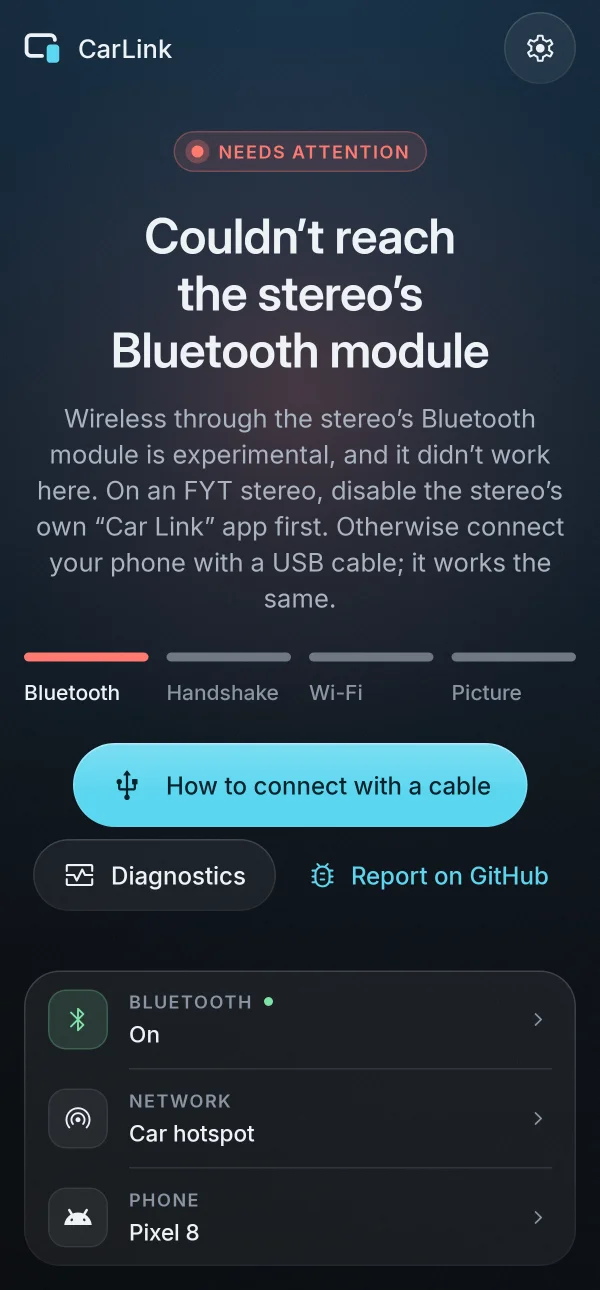 CarLink
NEEDS ATTENTION
Couldn’t reach
the stereo’s
Bluetooth module
Wireless through the stereo’s Bluetooth
module is experimental, and it didn’t work
here. On an FYT stereo, disable the stereo’s
own “Car Link” app first. Otherwise connect
your phone with a USB cable; it works the
same.
Bluetooth Handshake Wi-Fi Picture
How to connect with a cable
Diagnostics Report on GitHub
BLUETOOTH
On
NETWORK
Car hotspot
PHONE
Pixel 8